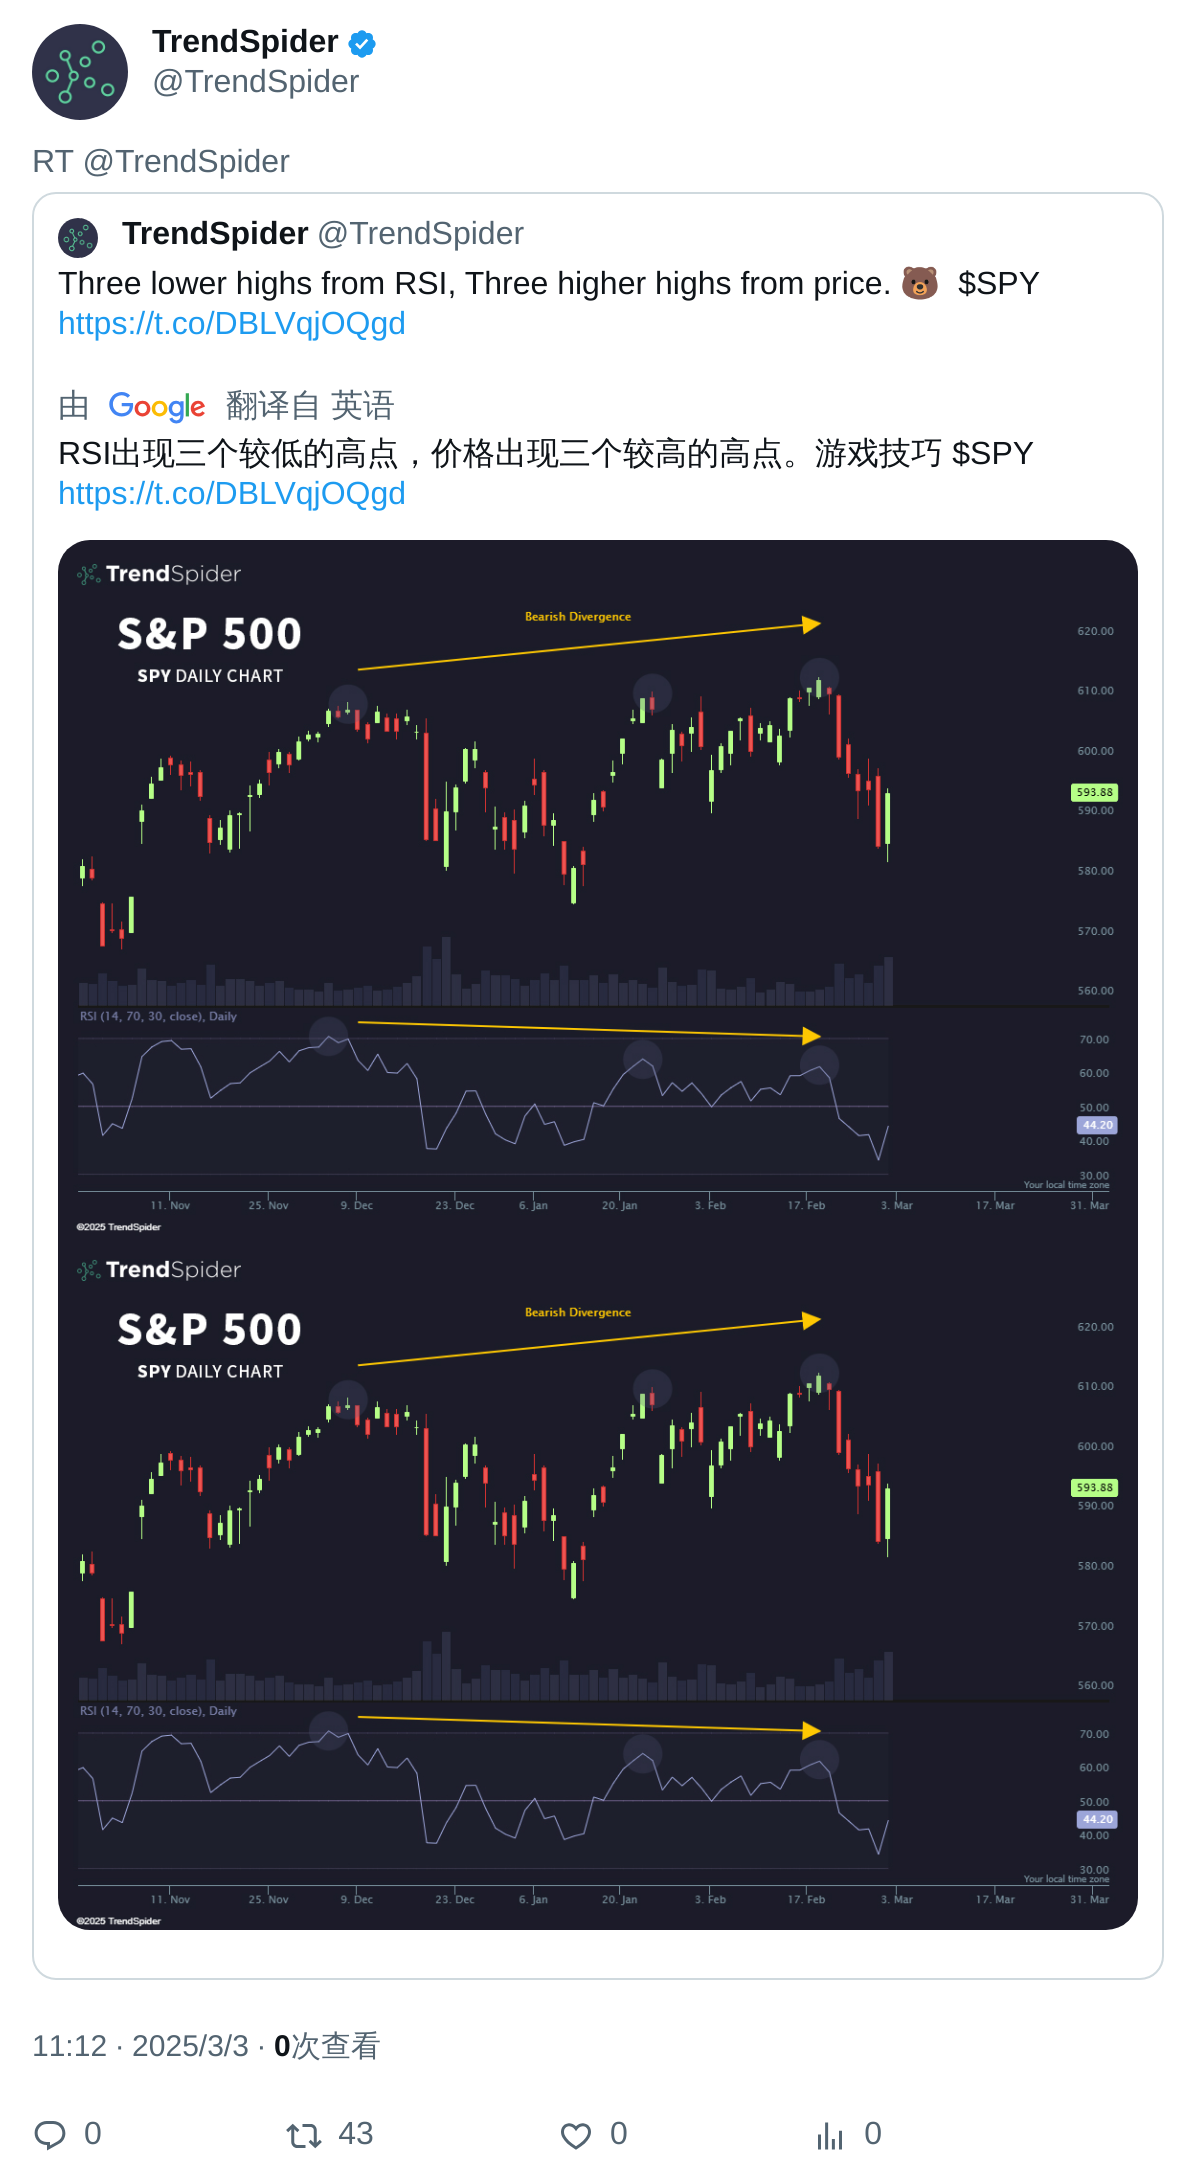 TrendSpider
@TrendSpider
RT @TrendSpider
TrendSpider @TrendSpider
Three lower highs from RSI, Three higher highs from price. 🐻 $SPY
https://t.co/DBLVqjOQgd
由 Google 翻译自 英语
RSI出现三个较低的高点，价格出现三个较高的高点。游戏技巧 $SPY
https://t.co/DBLVqjOQgd
TrendSpider
S&P 500
SPY DAILY CHART
Bearish Divergence
620.00
610.00
600.00
593.88
590.00
580.00
570.00
560.00
RSI (14, 70, 30, close), Daily
70.00
60.00
50.00
44.20
40.00
30.00
Your local time zone
11. Nov 25. Nov 9. Dec 23. Dec 6. Jan 20. Jan 3. Feb 17. Feb 3. Mar 17. Mar 31. Mar
©2025 TrendSpider
TrendSpider
S&P 500
SPY DAILY CHART
Bearish Divergence
620.00
610.00
600.00
593.88
590.00
580.00
570.00
560.00
RSI (14, 70, 30, close), Daily
70.00
60.00
50.00
44.20
40.00
30.00
Your local time zone
11. Nov 25. Nov 9. Dec 23. Dec 6. Jan 20. Jan 3. Feb 17. Feb 3. Mar 17. Mar 31. Mar
©2025 TrendSpider
11:12 · 2025/3/3 · 0次查看
0 43 0 0